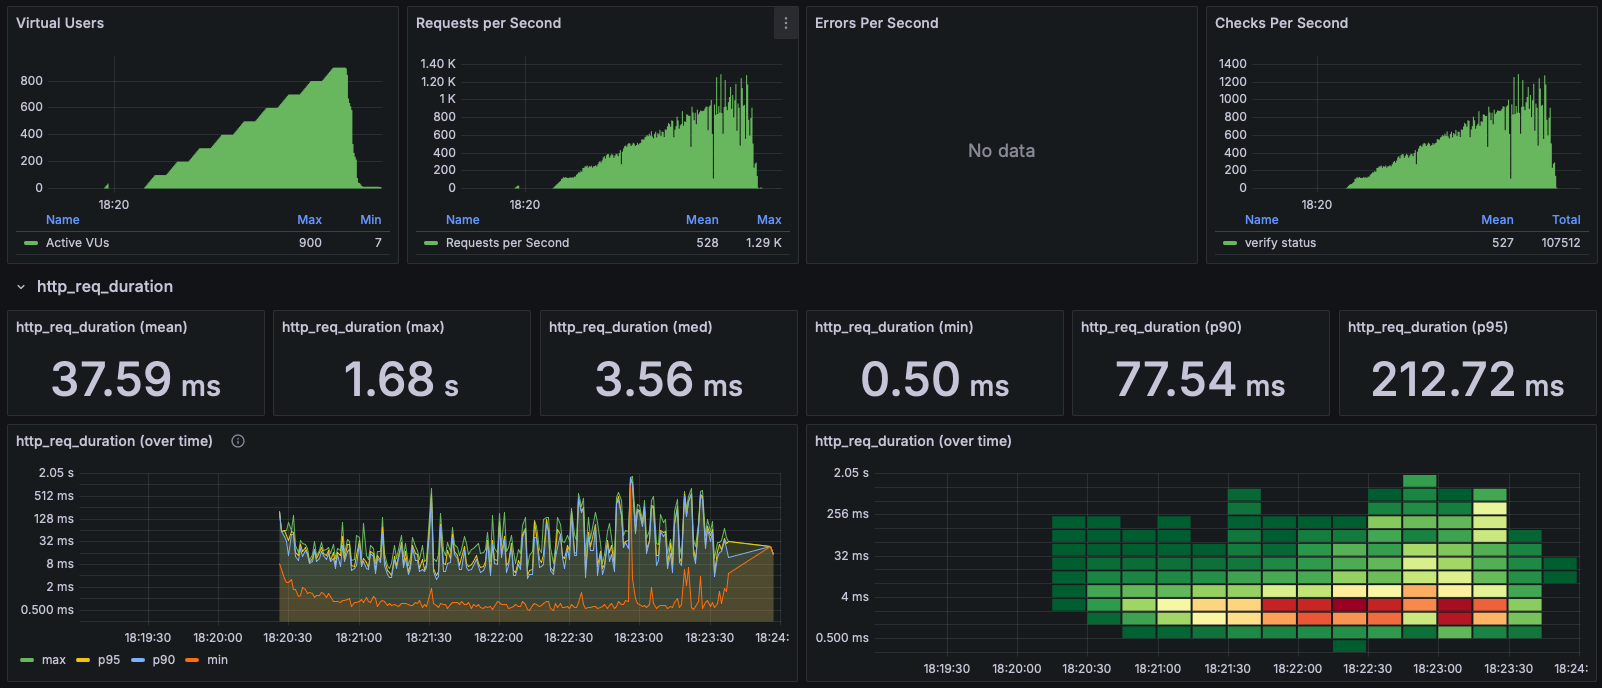 Virtual Users
800
600
400
200
0
18:20
Name Max Min
Active VUs 900 7
Requests per Second
1.40 K
1.20 K
1 K
800
600
400
200
0
18:20
Name Mean Max
Requests per Second 528 1.29 K
Errors Per Second
No data
Checks Per Second
1400
1200
1000
800
600
400
200
0
18:20
Name Mean Total
verify status 527 107512
http_req_duration
http_req_duration (mean)
37.59 ms
http_req_duration (max)
1.68 s
http_req_duration (med)
3.56 ms
http_req_duration (min)
0.50 ms
http_req_duration (p90)
77.54 ms
http_req_duration (p95)
212.72 ms
http_req_duration (over time)
2.05 s
512 ms
128 ms
32 ms
8 ms
2 ms
0.500 ms
18:19:30 18:20:00 18:20:30 18:21:00 18:21:30 18:22:00 18:22:30 18:23:00 18:23:30 18:24:
max p95 p90 min
http_req_duration (over time)
2.05 s
256 ms
32 ms
4 ms
0.500 ms
18:19:30 18:20:00 18:20:30 18:21:00 18:21:30 18:22:00 18:22:30 18:23:00 18:23:30 18:24: